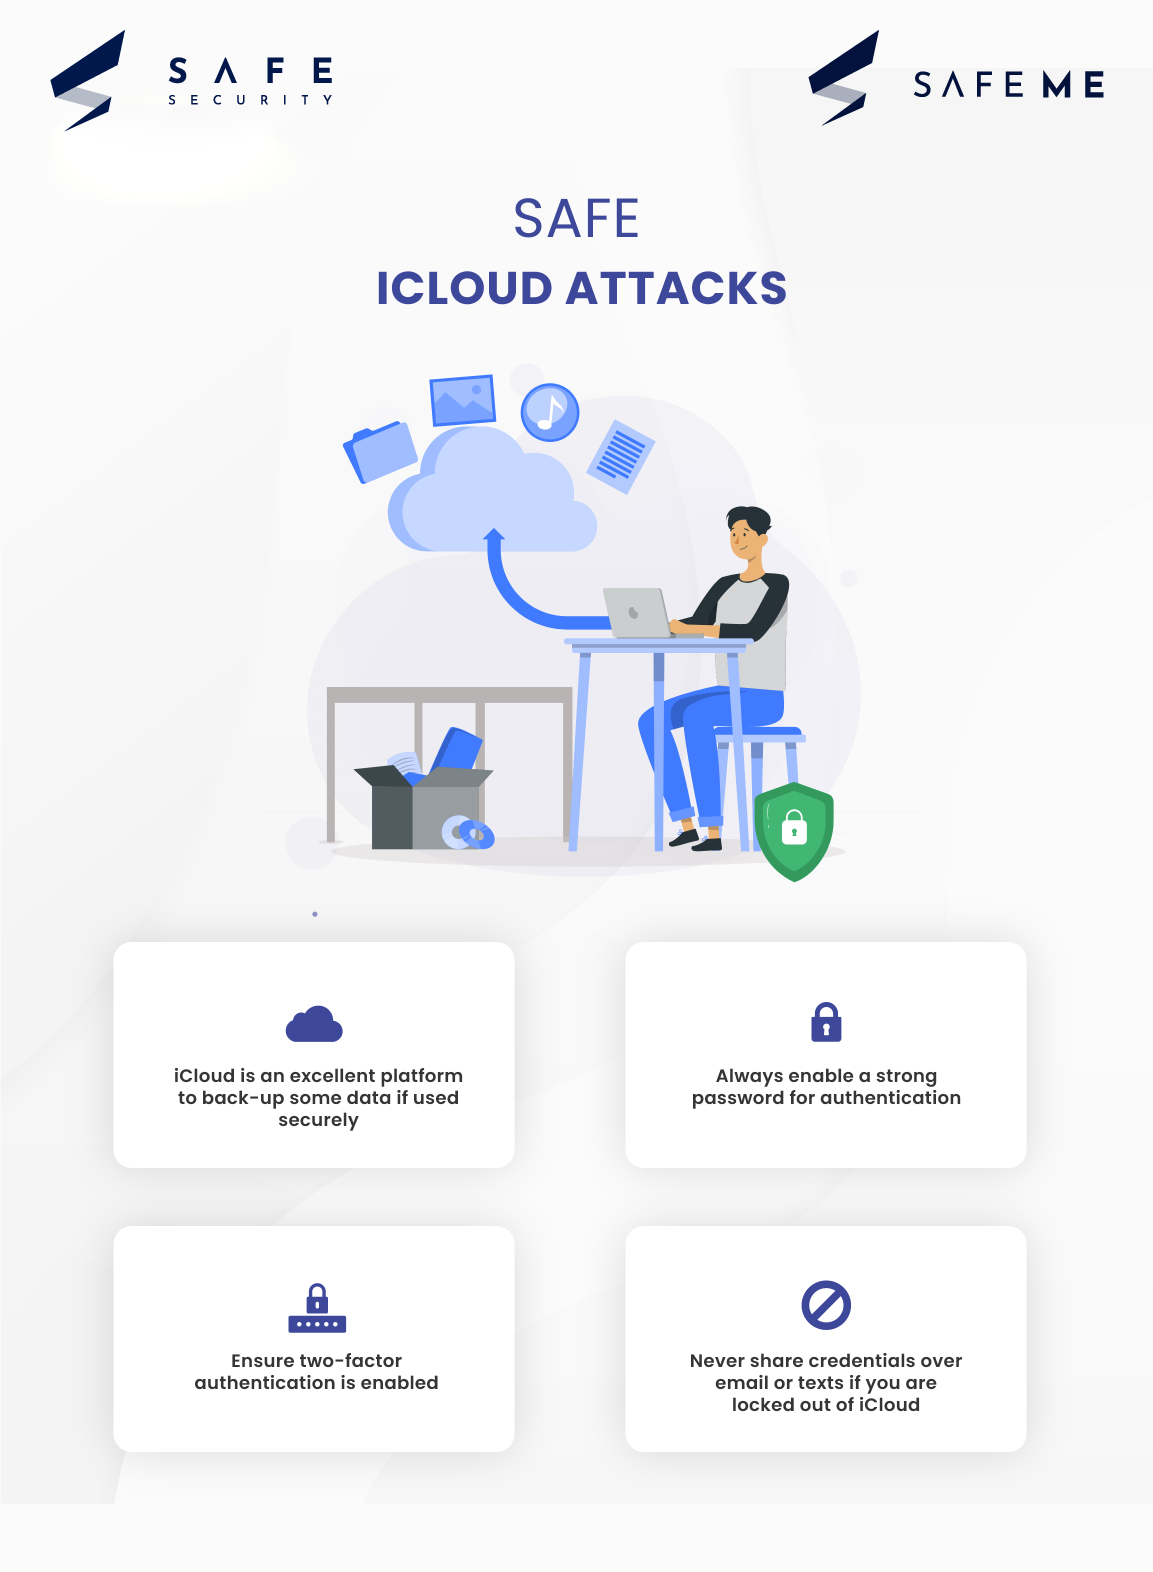 SAFE
SECURITY
SAFE ME
SAFE
ICLOUD ATTACKS
iCloud is an excellent platform
to back-up some data if used
securely
Always enable a strong
password for authentication
Ensure two-factor
authentication is enabled
Never share credentials over
email or texts if you are
locked out of iCloud